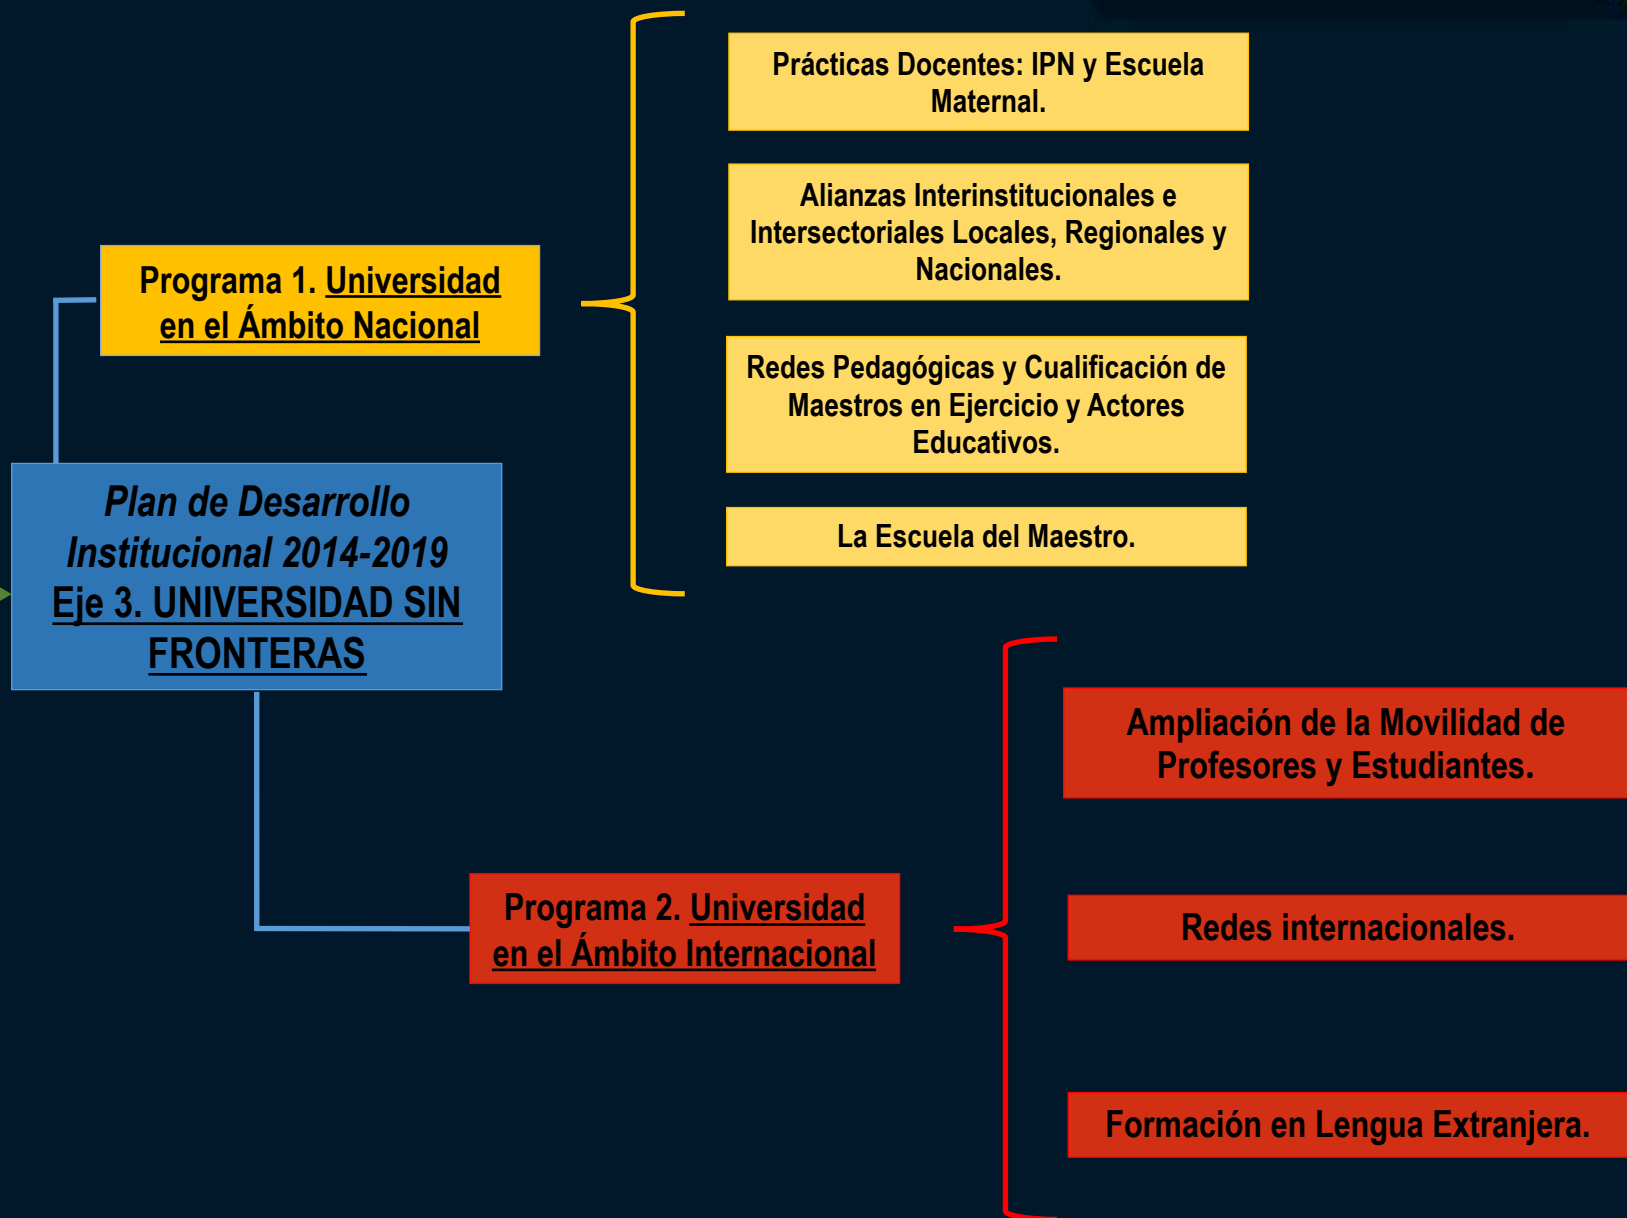 Prácticas Docentes: IPN y Escuela
Maternal.
Alianzas Interinstitucionales e
Intersectoriales Locales, Regionales y
Nacionales.
Programa 1. Universidad
en el Ámbito Nacional
Redes Pedagógicas y Cualificación de
Maestros en Ejercicio y Actores
Educativos.
La Escuela del Maestro.
Plan de Desarrollo
Institucional 2014-2019
Eje 3. UNIVERSIDAD SIN
FRONTERAS
Ampliación de la Movilidad de
Profesores y Estudiantes.
Programa 2. Universidad
en el Ámbito Internacional
Redes internacionales.
Formación en Lengua Extranjera.